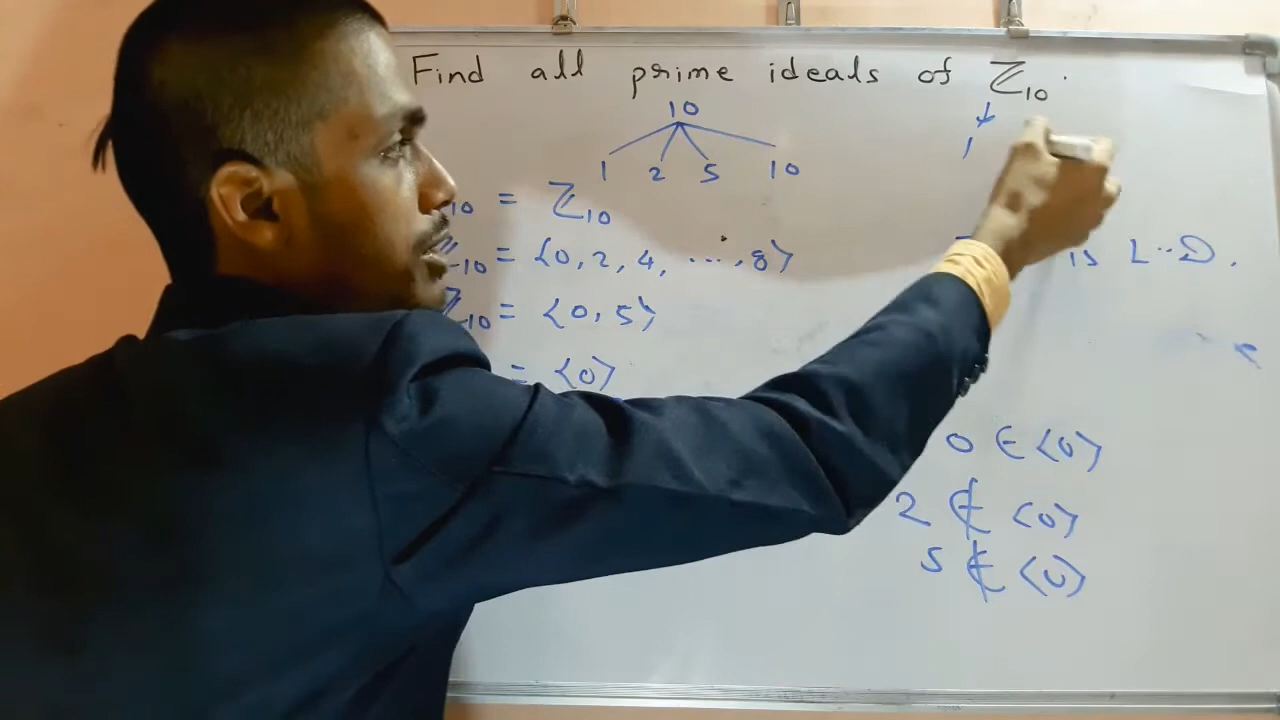 Find all prime ideals of ℤ₁₀.
10
1 2 5 10
₁₀ = ℤ₁₀
₁₀ = {0, 2, 4, ..., 8}
is I.D.
ℤ₁₀ = {0, 5}
= <0>
0 ∈ <0>
2 ∉ <0>
5 ∉ <0>